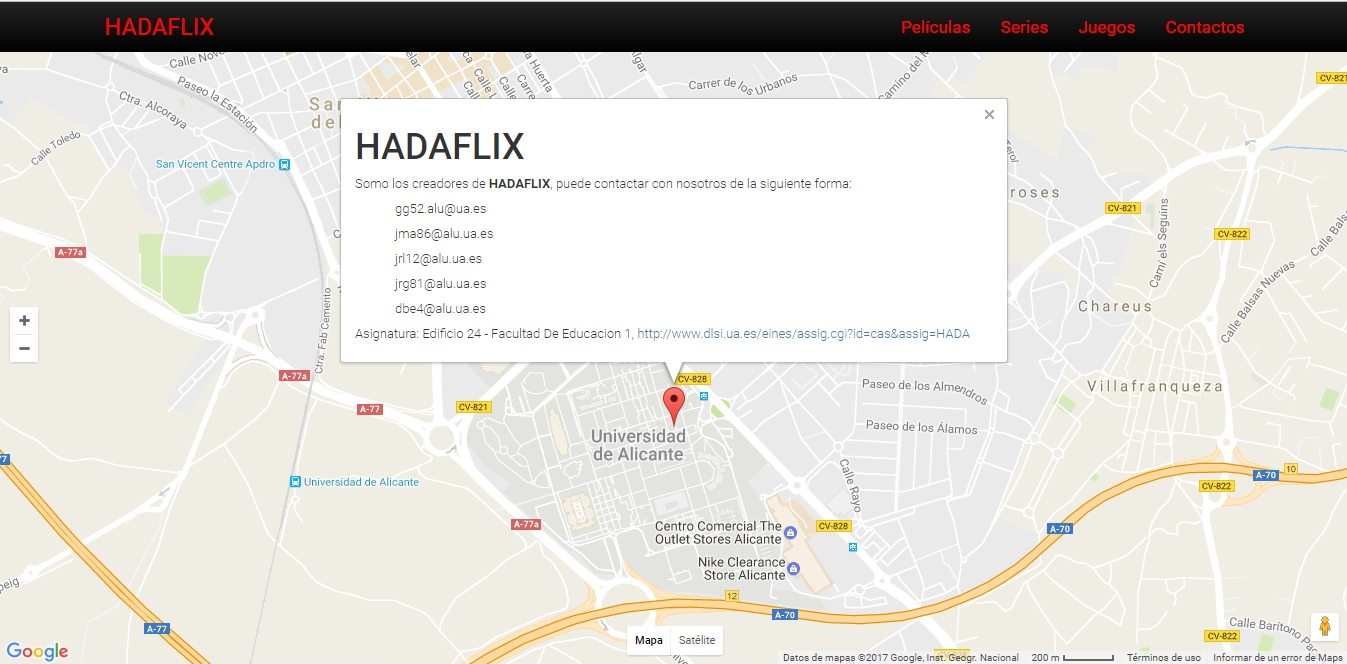 HADAFLIX
Películas Series Juegos Contactos
Calle Novo
Paseo la Estación
Ctra. Alcoraya
Calle Toledo
San Vicent Centre Apdro
Huerta
Carrer de los Urbanos
Camino del
CV-821
HADAFLIX
Somo los creadores de HADAFLIX, puede contactar con nosotros de la siguiente forma:
gg52.alu@ua.es
jma86@alu.ua.es
jrl12@alu.ua.es
jrg81@alu.ua.es
dbe4@alu.ua.es
Asignatura: Edificio 24 - Facultad De Educacion 1, http://www.dlsi.ua.es/eines/assig.cgi?id=cas&assig=HADA
roses
CV-821
CV-822
Camí els Seguins
Calle Balsas Nuevas
Chareus
A-77a
Ctra. Fab Cemento
A-77a
A-77
CV-821
CV-828
Paseo de los Almendros
Villafranqueza
Universidad
de Alicante
Paseo de los Álamos
Calle Rayo
Universidad de Alicante
A-70
10
CV-822
A-77a
Centro Comercial The
Outlet Stores Alicante
CV-828
A-70
Nike Clearance
Store Alicante
12
A-70
A-77
Calle Barítono
CV-822
Mapa Satélite
Google
Datos de mapas ©2017 Google, Inst. Geogr. Nacional 200 m Términos de uso Informar de un error de Maps